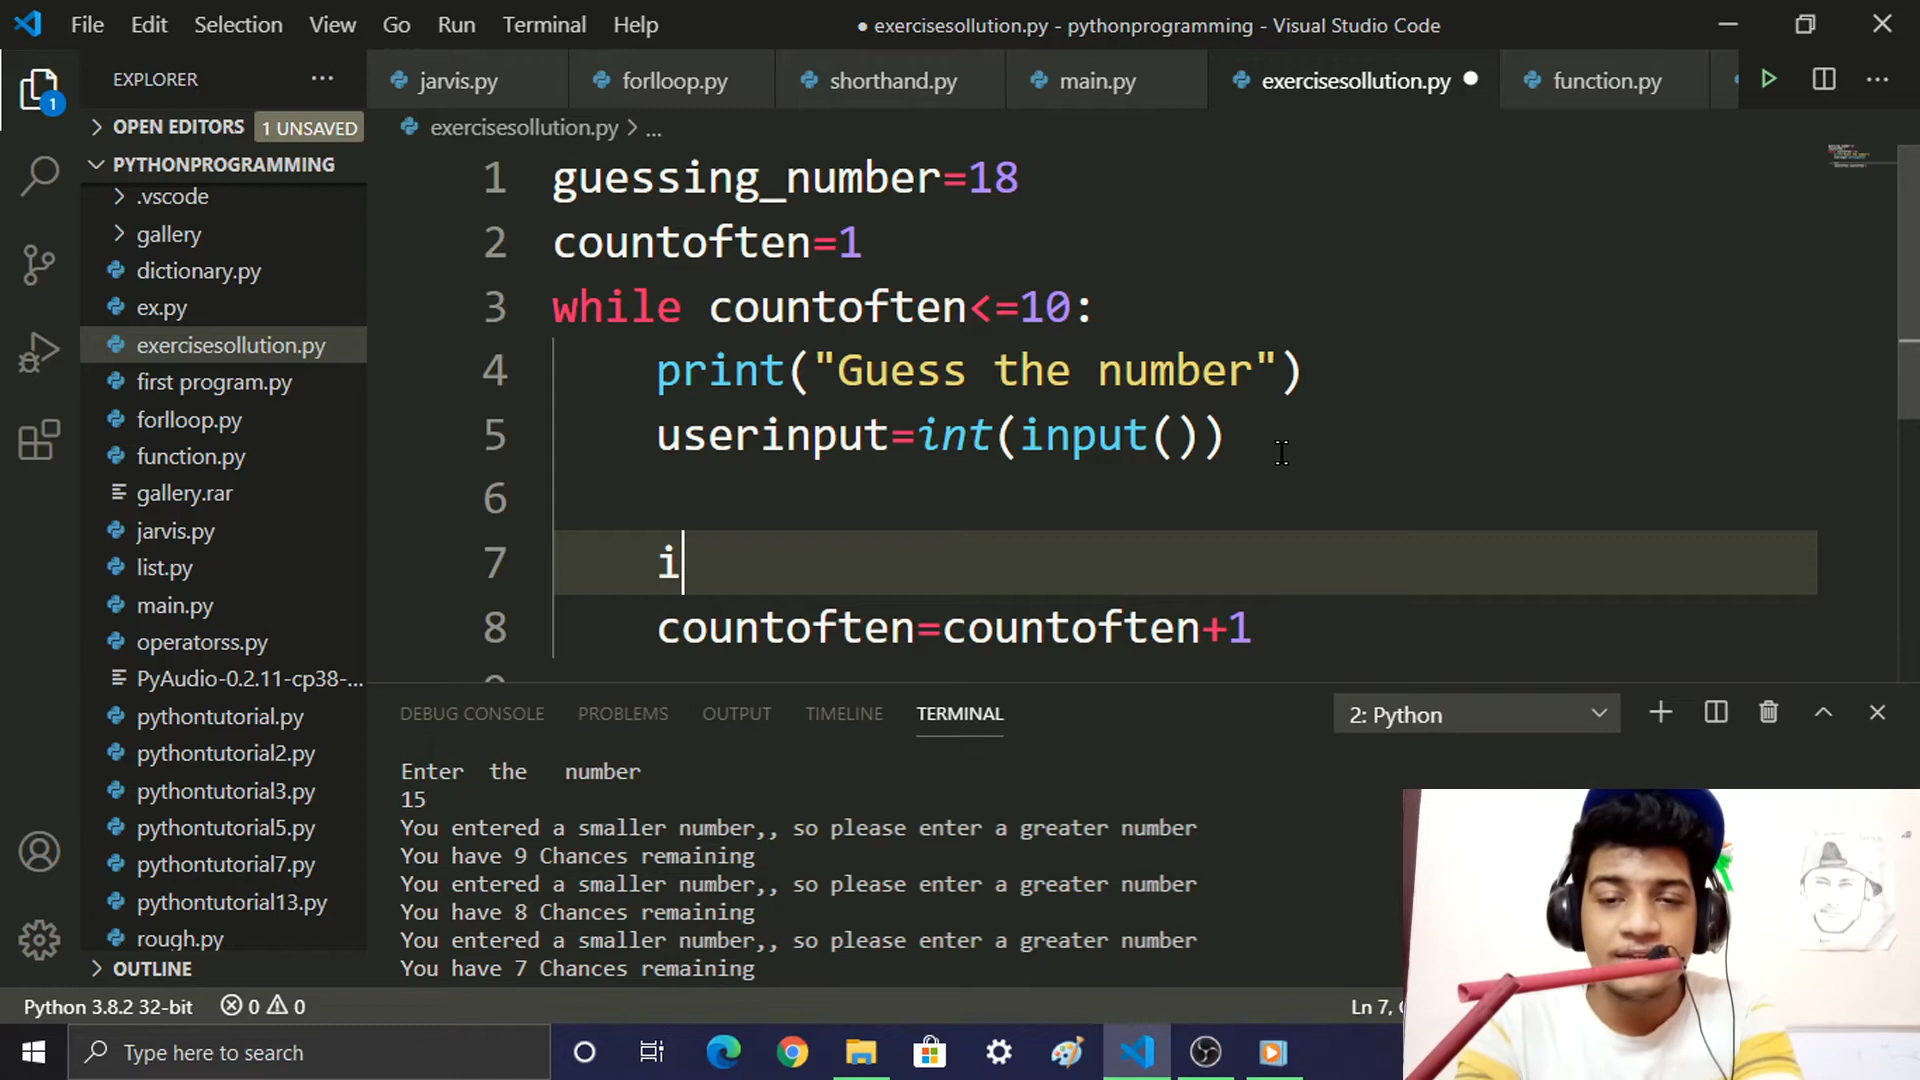 File Edit Selection View Go Run Terminal Help
● exercisesollution.py - pythonprogramming - Visual Studio Code
EXPLORER ...
jarvis.py forlloop.py shorthand.py main.py exercisesollution.py ● function.py
1
OPEN EDITORS 1 UNSAVED
exercisesollution.py > ...
PYTHONPROGRAMMING
.vscode
gallery
dictionary.py
ex.py
exercisesollution.py
first program.py
forlloop.py
function.py
gallery.rar
jarvis.py
list.py
main.py
operatorss.py
PyAudio-0.2.11-cp38-...
pythontutorial.py
pythontutorial2.py
pythontutorial3.py
pythontutorial5.py
pythontutorial7.py
pythontutorial13.py
rough.py
OUTLINE
1 guessing_number=18
2 countoften=1
3 while countoften<=10:
4 print("Guess the number")
5 userinput=int(input())
6
7 i
8 countoften=countoften+1
DEBUG CONSOLE PROBLEMS OUTPUT TIMELINE TERMINAL 2: Python
Enter the number
15
You entered a smaller number,, so please enter a greater number
You have 9 Chances remaining
You entered a smaller number,, so please enter a greater number
You have 8 Chances remaining
You entered a smaller number,, so please enter a greater number
You have 7 Chances remaining
Python 3.8.2 32-bit 0 0 Ln 7,
Type here to search